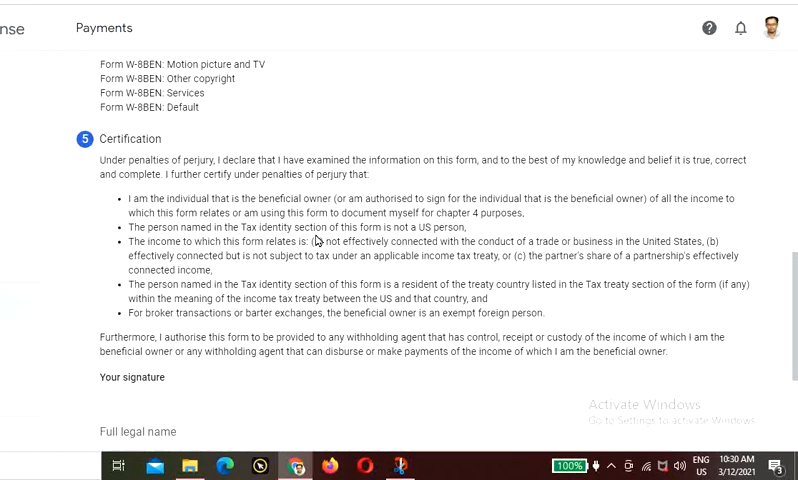 nse
Payments
Form W-8BEN: Motion picture and TV
Form W-8BEN: Other copyright
Form W-8BEN: Services
Form W-8BEN: Default
5 Certification
Under penalties of perjury, I declare that I have examined the information on this form, and to the best of my knowledge and belief it is true, correct
and complete. I further certify under penalties of perjury that:
• I am the individual that is the beneficial owner (or am authorised to sign for the individual that is the beneficial owner) of all the income to
which this form relates or am using this form to document myself for chapter 4 purposes,
• The person named in the Tax identity section of this form is not a US person,
• The income to which this form relates is: ( not effectively connected with the conduct of a trade or business in the United States, (b)
effectively connected but is not subject to tax under an applicable income tax treaty, or (c) the partner's share of a partnership's effectively
connected income,
• The person named in the Tax identity section of this form is a resident of the treaty country listed in the Tax treaty section of the form (if any)
within the meaning of the income tax treaty between the US and that country, and
• For broker transactions or barter exchanges, the beneficial owner is an exempt foreign person.
Furthermore, I authorise this form to be provided to any withholding agent that has control, receipt or custody of the income of which I am the
beneficial owner or any withholding agent that can disburse or make payments of the income of which I am the beneficial owner.
Your signature
Activate Windows
Go to Settings to activate Windows.
Full legal name
100%
ENG
US
10:30 AM
3/12/2021
3